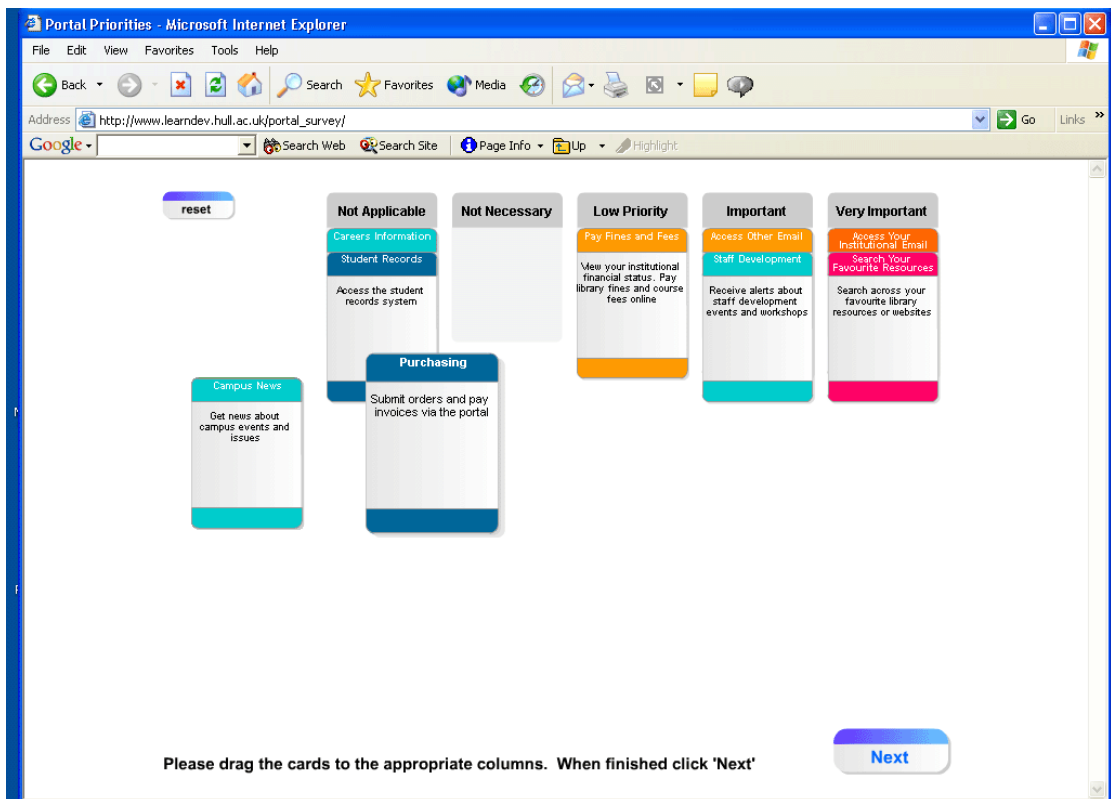 Portal Priorities - Microsoft Internet Explorer
File Edit View Favorites Tools Help
Back Search Favorites Media
Address http://www.learndev.hull.ac.uk/portal_survey/ Go Links »
Google Search Web Search Site Page Info Up Highlight
reset
Not Applicable Not Necessary Low Priority Important Very Important
Careers Information
Student Records
Access the student
records system
Pay Fines and Fees
View your institutional
financial status. Pay
library fines and course
fees online
Access Other Email
Staff Development
Receive alerts about
staff development
events and workshops
Access Your
Institutional Email
Search Your
Favourite Resources
Search across your
favourite library
resources or websites
Purchasing
Submit orders and pay
invoices via the portal
Campus News
Get news about
campus events and
issues
Please drag the cards to the appropriate columns. When finished click 'Next'
Next